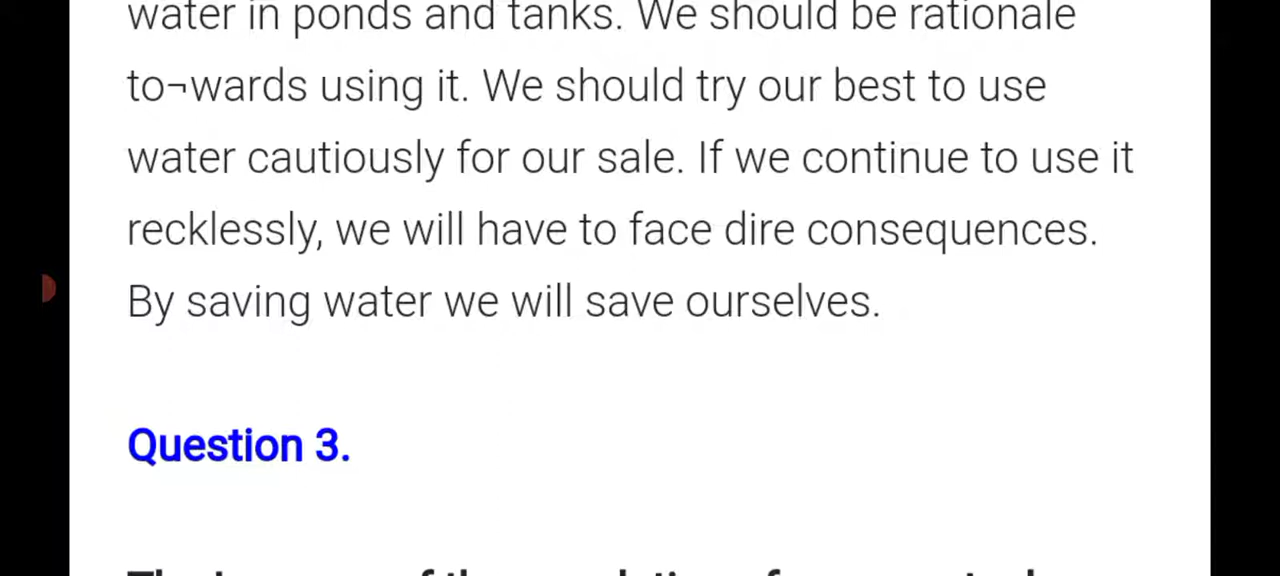 water in ponds and tanks. We should be rationale
to¬wards using it. We should try our best to use
water cautiously for our sale. If we continue to use it
recklessly, we will have to face dire consequences.
By saving water we will save ourselves.
Question 3.